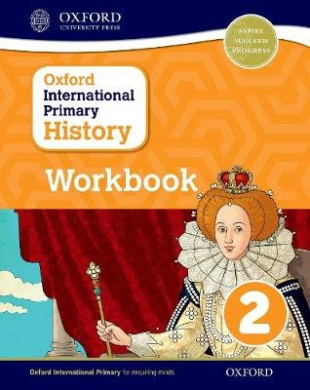 OXFORD
UNIVERSITY PRESS
ASPIRE
SUCCEED
PROGRESS
Oxford
International
Primary
History
Workbook
2
Oxford International Primary for enquiring minds
OXFORD